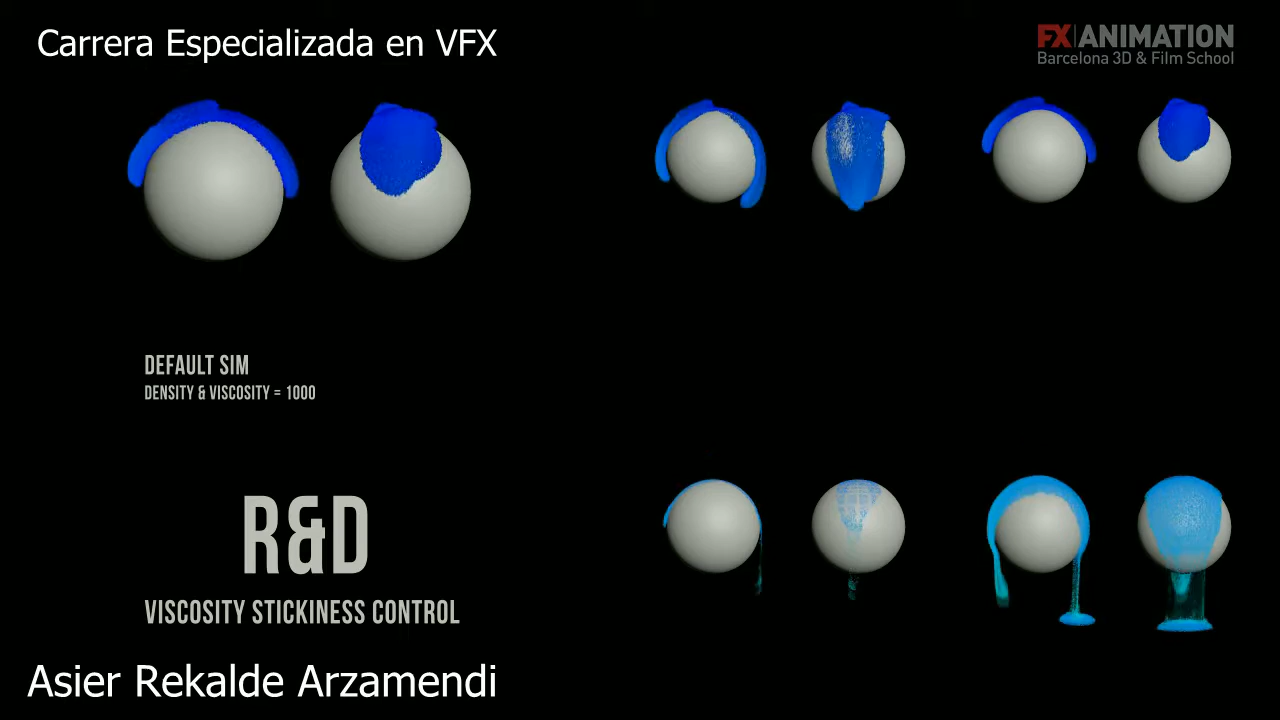 Carrera Especializada en VFX
FX|ANIMATION
Barcelona 3D & Film School
DEFAULT SIM
DENSITY & VISCOSITY = 1000
R&D
VISCOSITY STICKINESS CONTROL
Asier Rekalde Arzamendi